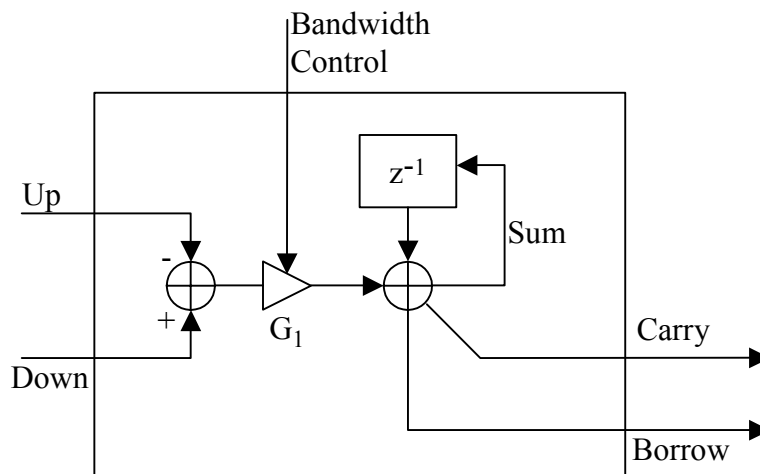 Bandwidth
Control
z-1
Up
Sum
-
+
G1
Carry
Down
Borrow